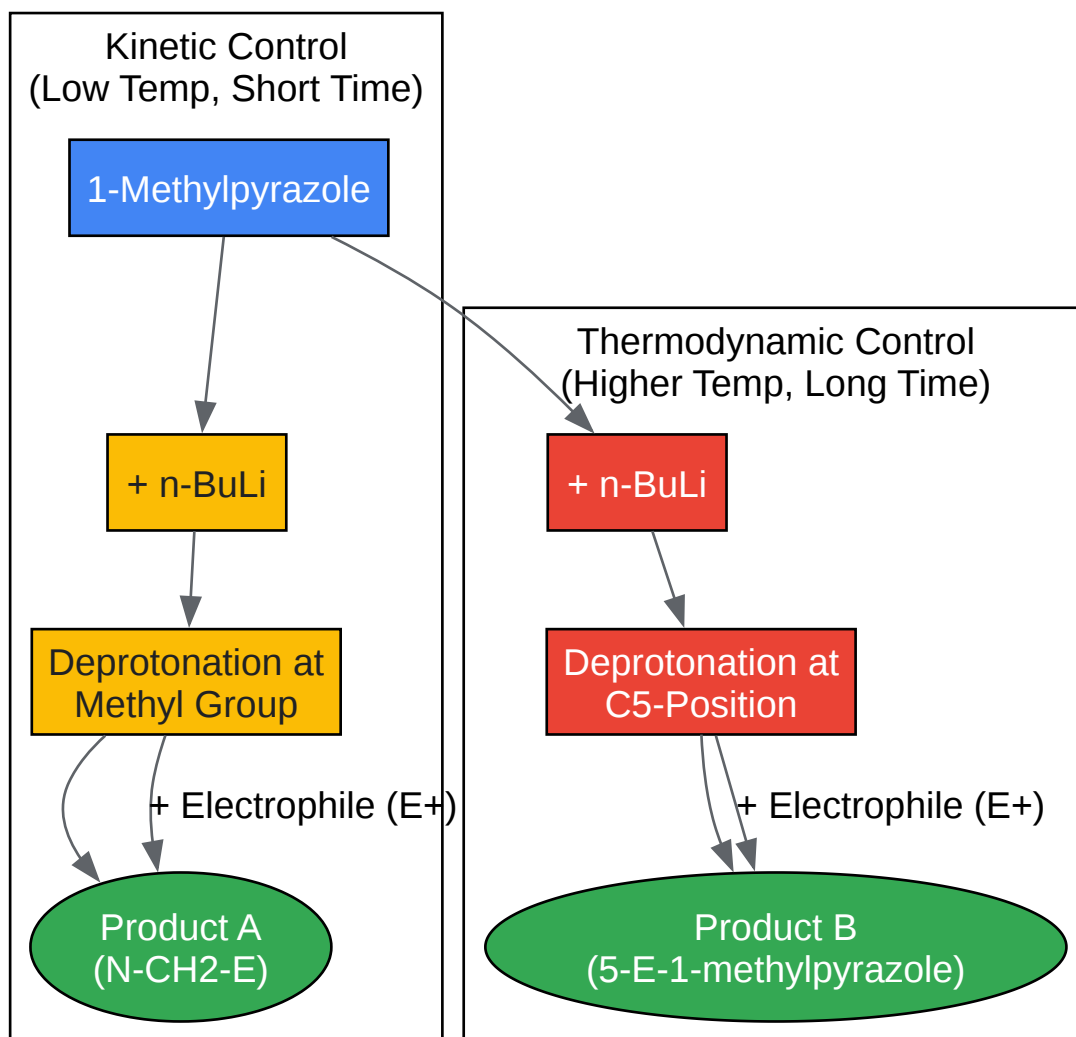 Kinetic Control
(Low Temp, Short Time)
1-Methylpyrazole
Thermodynamic Control
(Higher Temp, Long Time)
+ n-BuLi
+ n-BuLi
Deprotonation at
Methyl Group
Deprotonation at
C5-Position
+ Electrophile (E+)
+ Electrophile (E+)
Product A
(N-CH2-E)
Product B
(5-E-1-methylpyrazole)